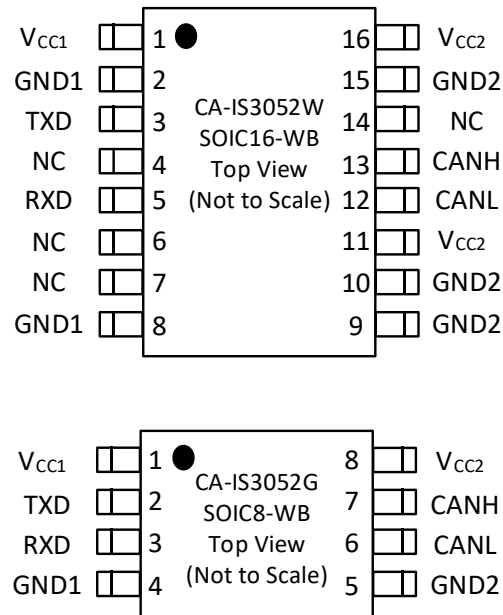 VCC1 1 16 VCC2
GND1 2 15 GND2
TXD 3 CA-IS3052W 14 NC
NC 4 SOIC16-WB 13 CANH
RXD 5 Top View 12 CANL
NC 6 (Not to Scale) 11 VCC2
NC 7 10 GND2
GND1 8 9 GND2
VCC1 1 8 VCC2
TXD 2 CA-IS3052G 7 CANH
RXD 3 SOIC8-WB 6 CANL
GND1 4 Top View 5 GND2
(Not to Scale)